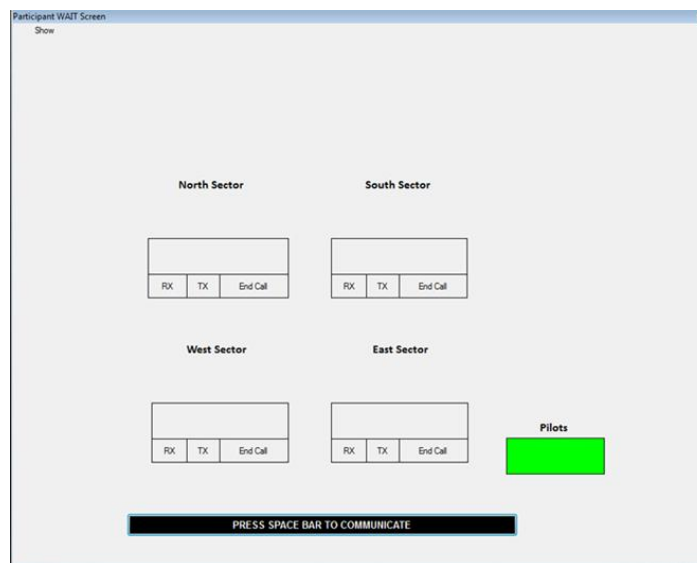 Participant WAIT Screen
Show
North Sector
South Sector
RX TX End Call
RX TX End Call
West Sector
East Sector
RX TX End Call
RX TX End Call
Pilots
PRESS SPACE BAR TO COMMUNICATE